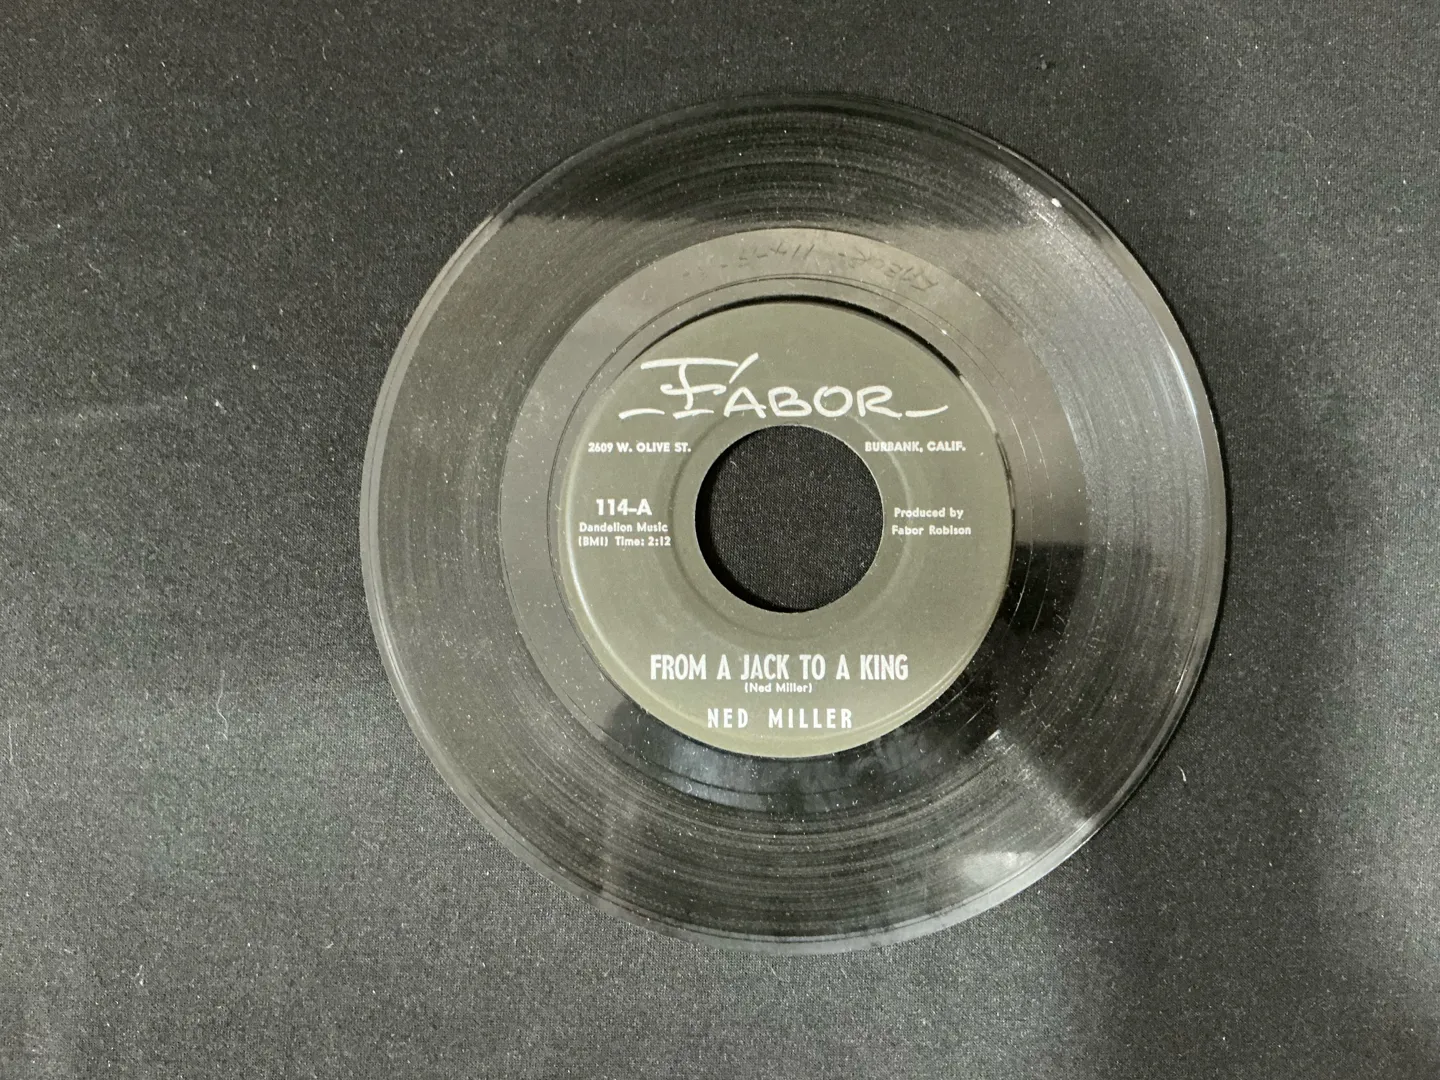 FABOR
2609 W. OLIVE ST. BURBANK, CALIF.
114-A
Dandelion Music
(BMI) Time: 2:12
Produced by
Fabor Robison
FROM A JACK TO A KING
(Ned Miller)
NED MILLER